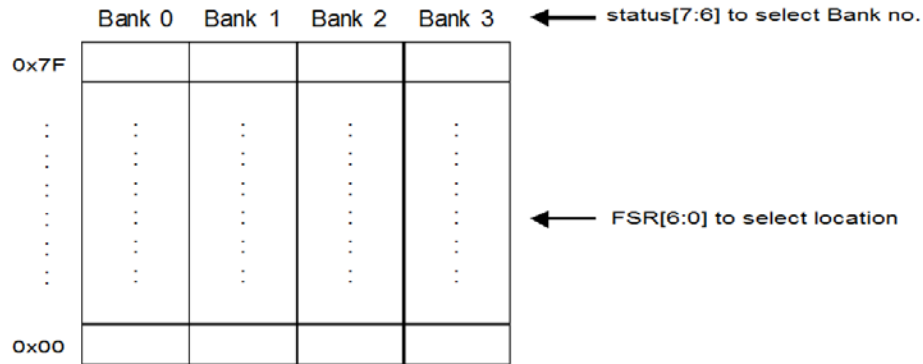 Bank 0 Bank 1 Bank 2 Bank 3 status[7:6] to select Bank no.
0x7F
FSR[6:0] to select location
0x00